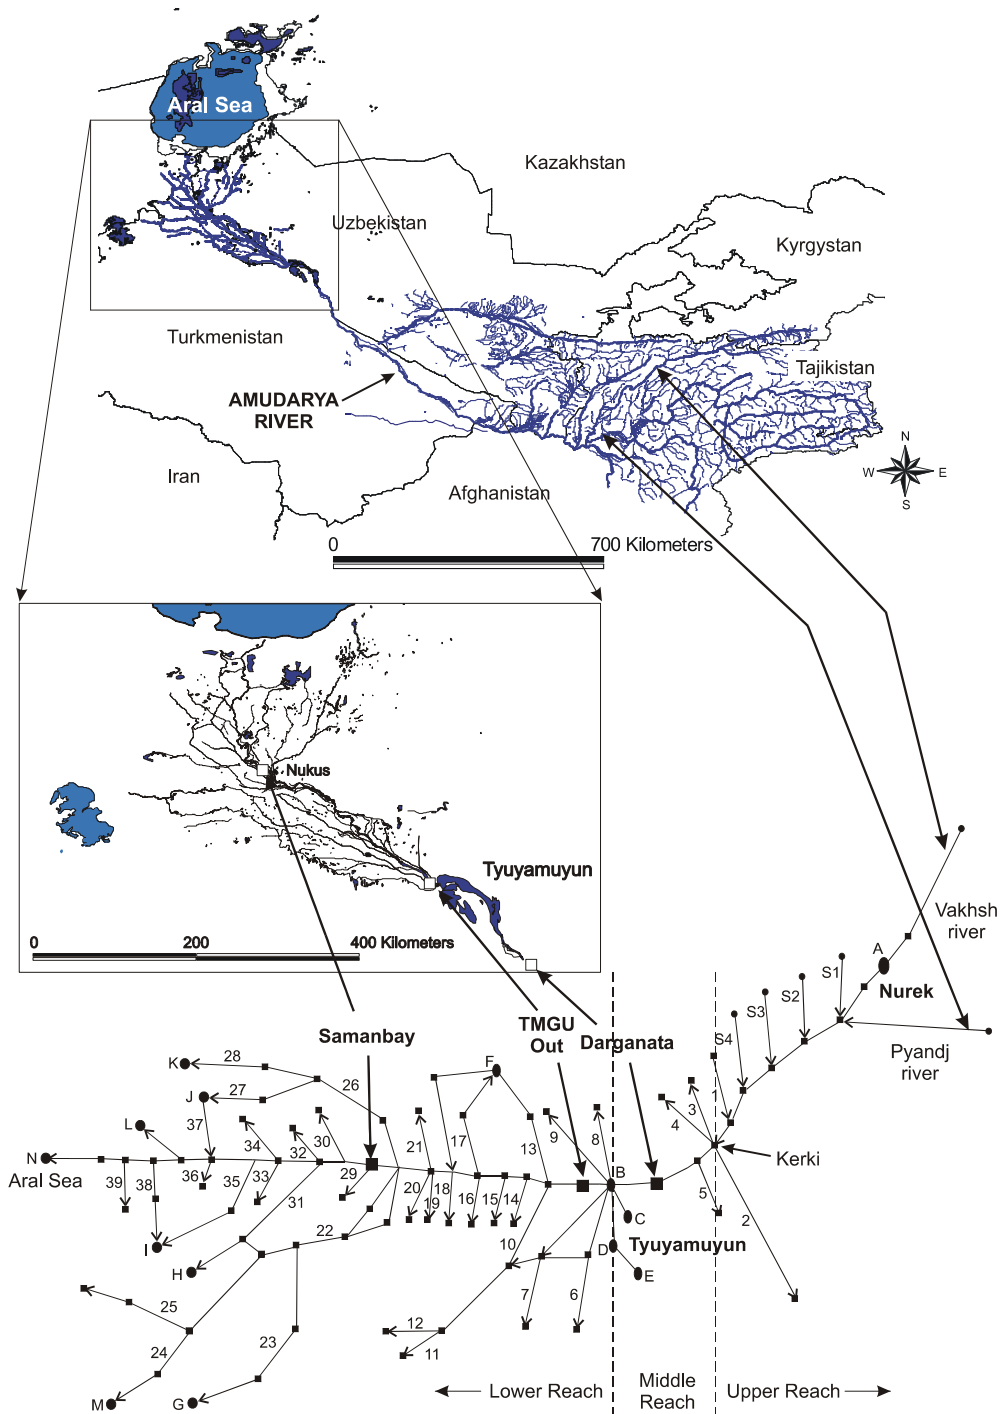 Aral Sea
Kazakhstan
Uzbekistan
Kyrgystan
Turkmenistan
Tajikistan
AMUDARYA
RIVER
N
W
E
S
Iran
Afghanistan
0
700 Kilometers
Nukus
Tyuyamuyun
0
200
400 Kilometers
Vakhsh
river
A
Nurek
S1
S2
S3
S4
Pyandj
river
Samanbay
TMGU
Out
Darganata
K
28
F
26
J
27
1
3
4
L
37
30
21
17
13
9
8
34
32
N
Aral Sea
B
Kerki
39
38
36
35
33
29
20
19
18
16
15
14
5
2
31
C
22
10
D
Tyuyamuyun
I
H
E
25
7
6
24
23
12
11
M
G
Lower Reach
Middle
Reach
Upper Reach